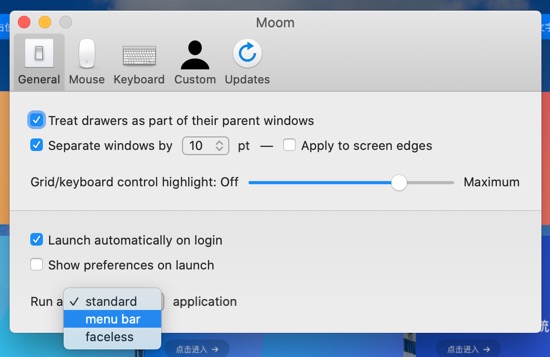 Moom
General Mouse Keyboard Custom Updates
Treat drawers as part of their parent windows
Separate windows by 10 pt — Apply to screen edges
Grid/keyboard control highlight: Off Maximum
Launch automatically on login
Show preferences on launch
Run a ✓ standard application
menu bar
faceless
点击进入 → 点击进入 →